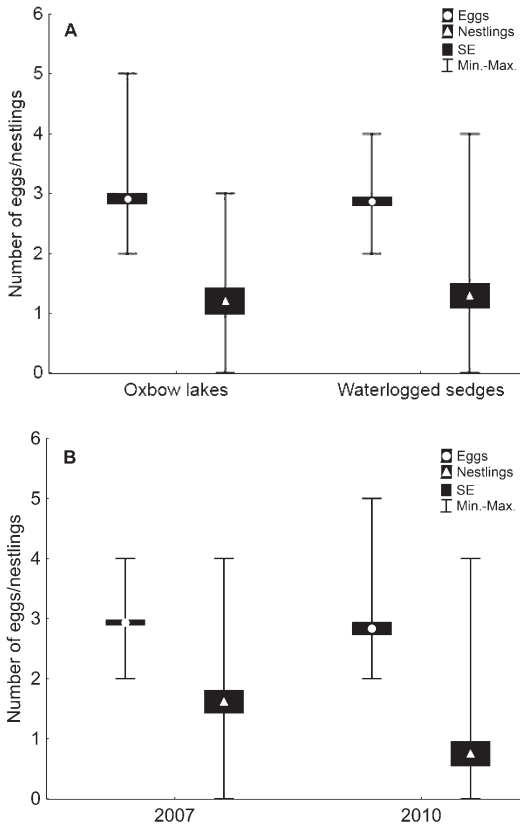 A
Eggs
Nestlings
SE
Min.-Max.
Number of eggs/nestlings
6
5
4
3
2
1
0
Oxbow lakes Waterlogged sedges
B
Eggs
Nestlings
SE
Min.-Max.
Number of eggs/nestlings
6
5
4
3
2
1
0
2007 2010